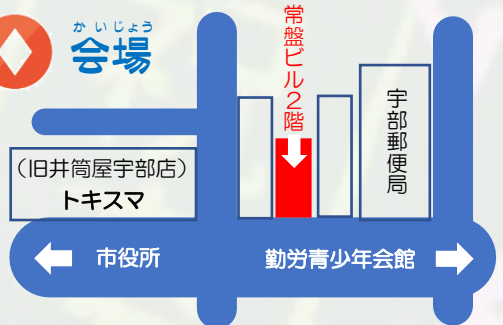 かいじょう
会場
常盤ビル2階
宇部郵便局
（旧井筒屋宇部店）
トキスマ
市役所
勤労青少年会館